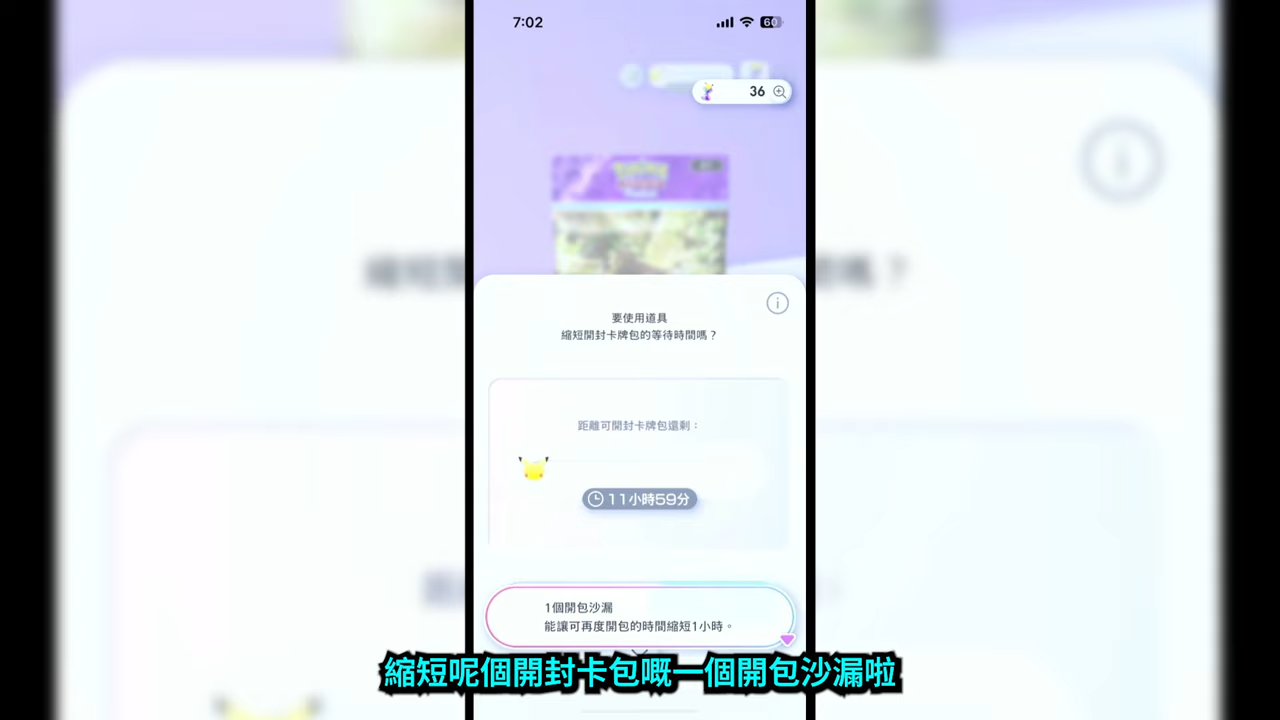 7:02
60
36
要使用道具
縮短開封卡牌包的等待時間嗎？
距離可開封卡牌包還剩：
11小時59分
1個開包沙漏
能讓可再度開包的時間縮短1小時。
縮短呢個開封卡包嘅一個開包沙漏啦